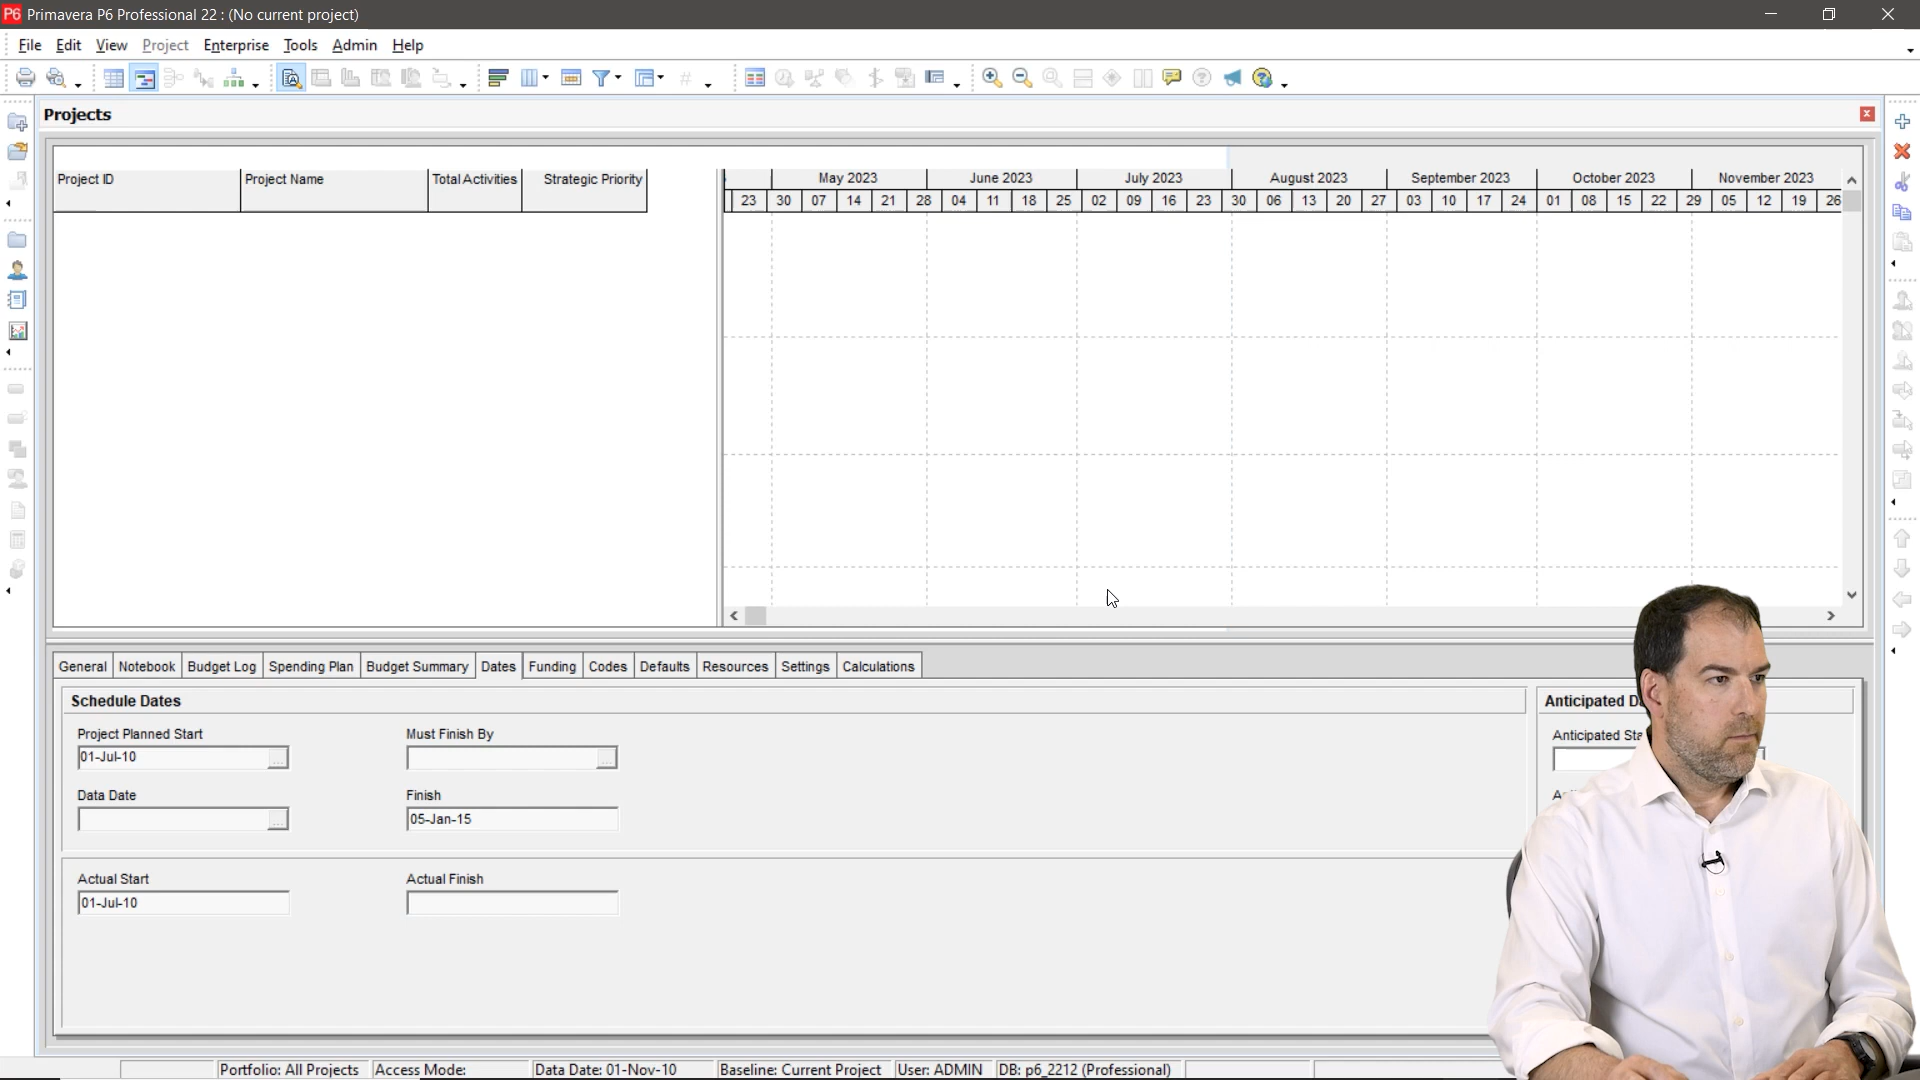 P6 Primavera P6 Professional 22 : (No current project)
File Edit View Project Enterprise Tools Admin Help
Projects
Project ID Project Name Total Activities Strategic Priority
May 2023 June 2023 July 2023 August 2023 September 2023 October 2023 November 2023
23 30 07 14 21 28 04 11 18 25 02 09 16 23 30 06 13 20 27 03 10 17 24 01 08 15 22 29 05 12 19 26
General Notebook Budget Log Spending Plan Budget Summary Dates Funding Codes Defaults Resources Settings Calculations
Schedule Dates Anticipated
Project Planned Start Must Finish By Anticipated
01-Jul-10
Data Date Finish
05-Jan-15
Actual Start Actual Finish
01-Jul-10
Portfolio: All Projects Access Mode: Data Date: 01-Nov-10 Baseline: Current Project User: ADMIN DB: p6_2212 (Professional)